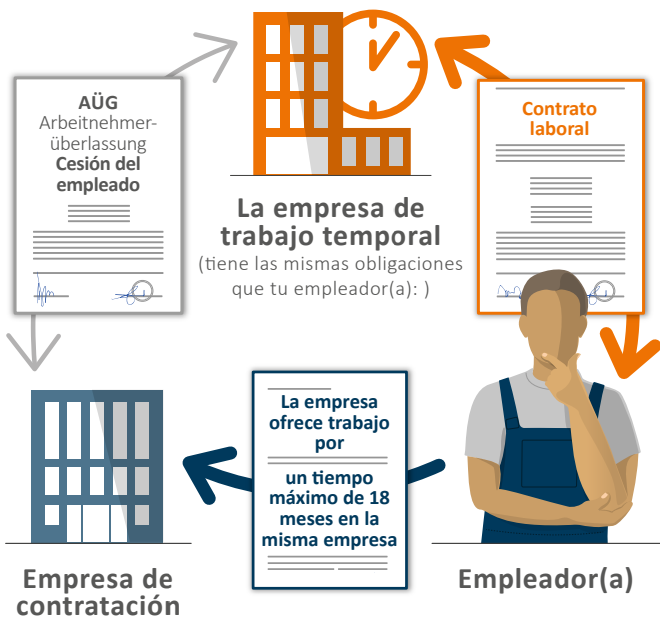 AÜG
Arbeitnehmer-
überlassung
Cesión del
empleado
Contrato
laboral
La empresa de
trabajo temporal
(tiene las mismas obligaciones
que tu empleador(a): )
La empresa
ofrece trabajo
por
un tiempo
máximo de 18
meses en la
misma empresa
Empresa de
contratación
Empleador(a)